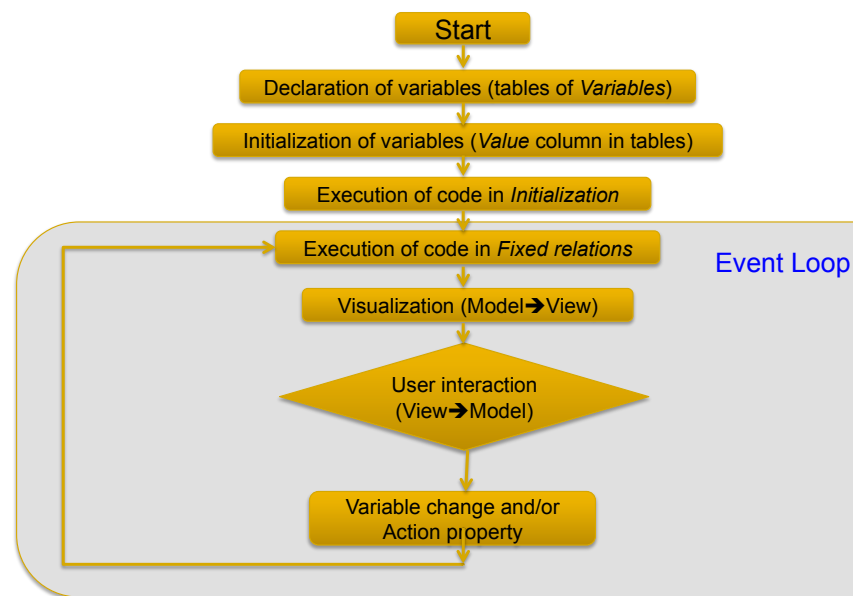 Start
Declaration of variables (tables of Variables)
Initialization of variables (Value column in tables)
Execution of code in Initialization
Execution of code in Fixed relations
Event Loop
Visualization (Model➔View)
User interaction
(View➔Model)
Variable change and/or
Action property